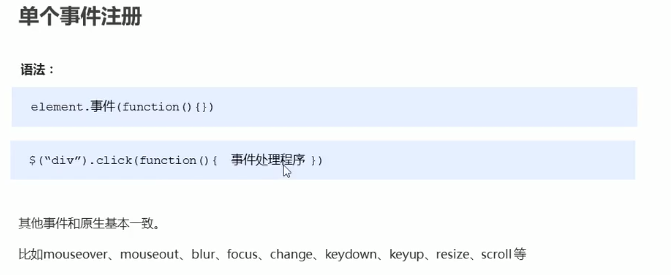 单个事件注册
语法：
element.事件(function(){})
$(“div”).click(function(){  事件处理程序 })
其他事件和原生基本一致。
比如mouseover、mouseout、blur、focus、change、keydown、keyup、resize、scroll 等